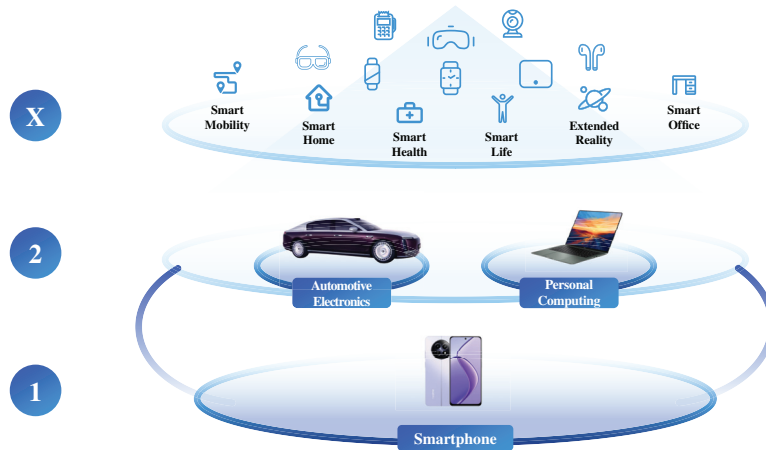 X
Smart
Mobility
Smart
Home
Smart
Health
Smart
Life
Extended
Reality
Smart
Office
2
Automotive
Electronics
Personal
Computing
1
Smartphone